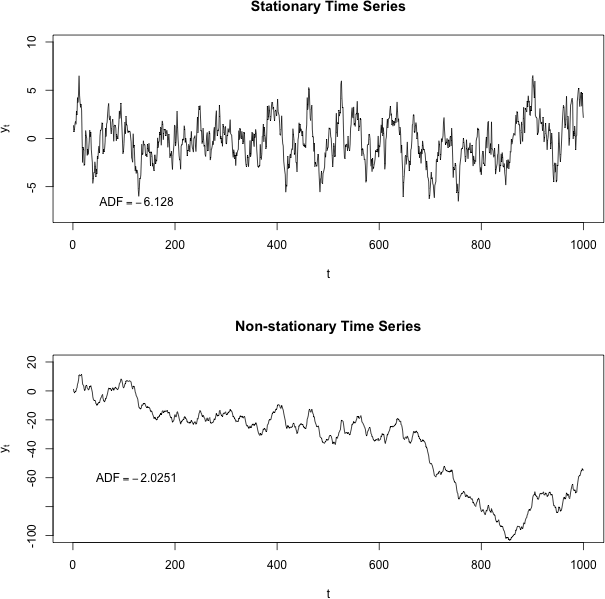 Stationary Time Series
10
5
0
−5
yt
ADF = −6.128
0 200 400 600 800 1000
t
Non-stationary Time Series
20
0
−20
−40
−60
−100
yt
ADF = −2.0251
0 200 400 600 800 1000
t